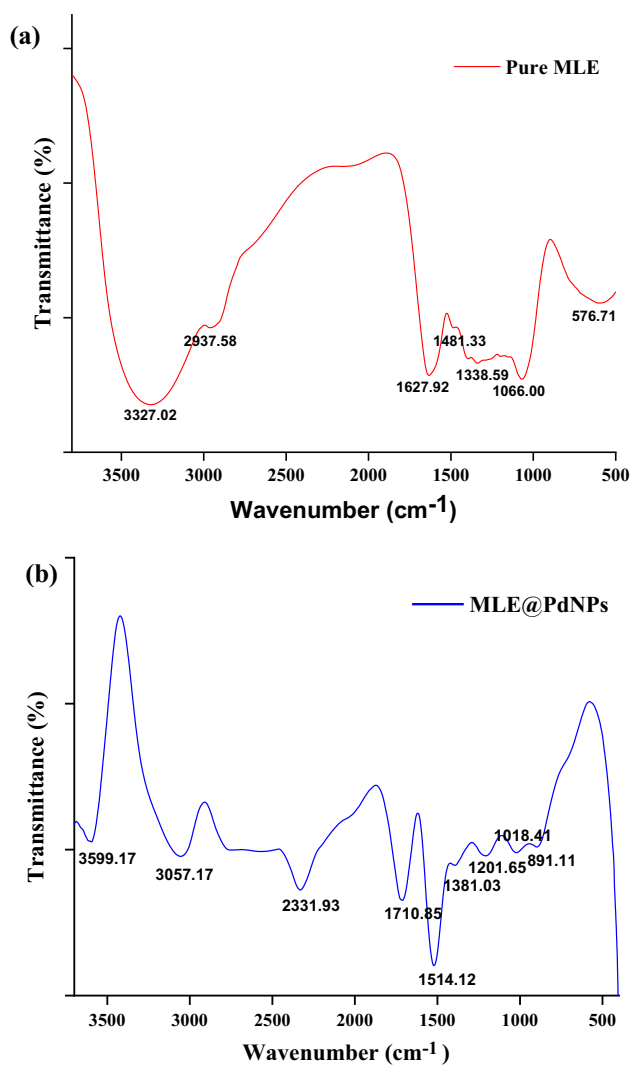 (a)
Pure MLE
Transmittance (%)
2937.58
3327.02
1627.92
1481.33
1338.59
1066.00
576.71
3500 3000 2500 2000 1500 1000 500
Wavenumber (cm-1)
(b)
MLE@PdNPs
Transmittance (%)
3599.17
3057.17
2331.93
1710.85
1514.12
1381.03
1201.65
1018.41
891.11
3500 3000 2500 2000 1500 1000 500
Wavenumber (cm-1)